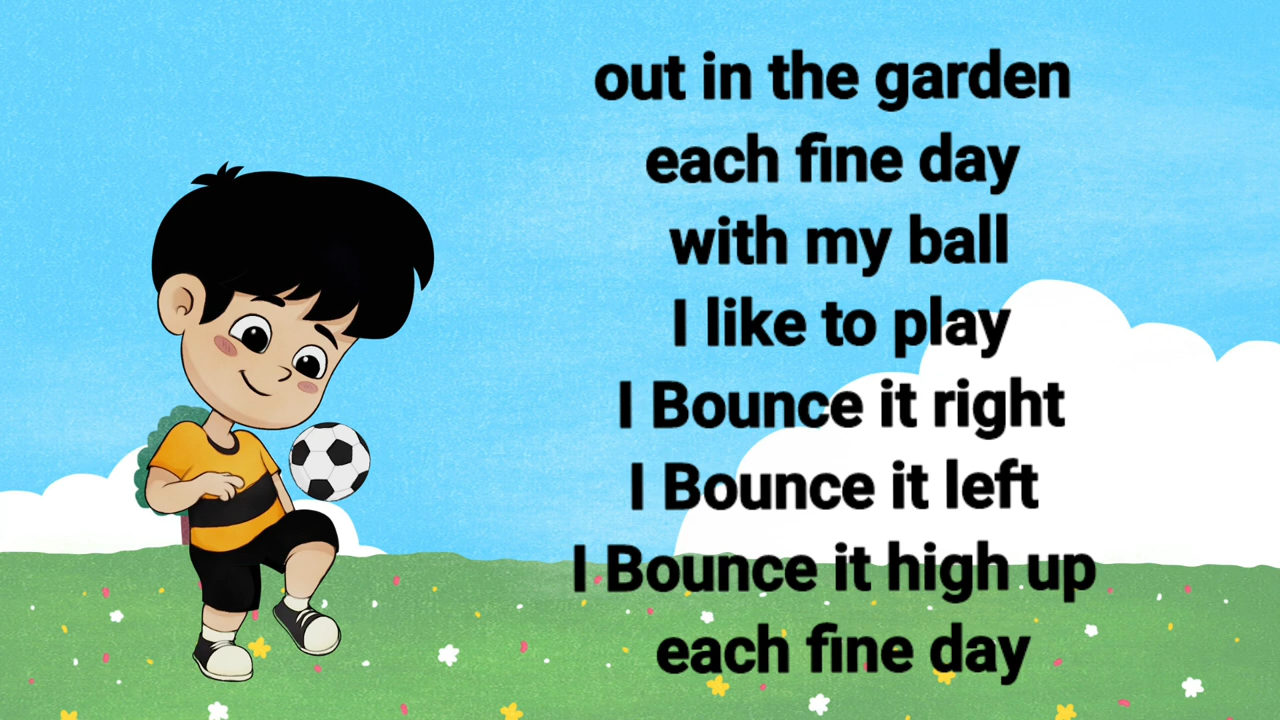 out in the garden
each fine day
with my ball
I like to play
I Bounce it right
I Bounce it left
I Bounce it high up
each fine day